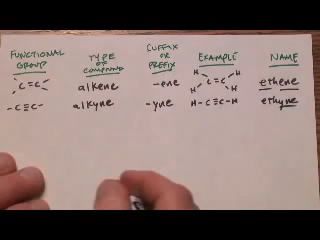 FUNCTIONAL GROUP TYPE OF COMPOUND SUFFIX OR PREFIX EXAMPLE NAME
C=C alkene -ene H H C=C H H ethene
-C≡C- alkyne -yne H-C≡C-H ethyne